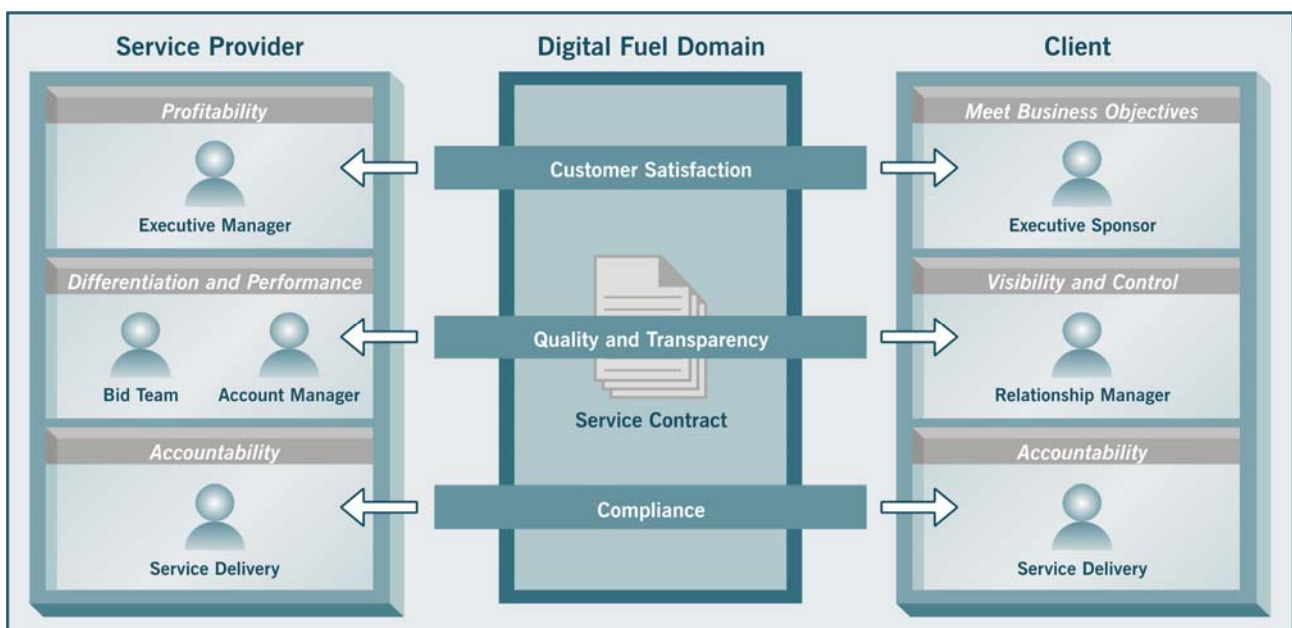 Service Provider
Digital Fuel Domain
Client
Profitability
Executive Manager
Differentiation and Performance
Bid Team
Account Manager
Accountability
Service Delivery
Customer Satisfaction
Quality and Transparency
Service Contract
Compliance
Meet Business Objectives
Executive Sponsor
Visibility and Control
Relationship Manager
Accountability
Service Delivery